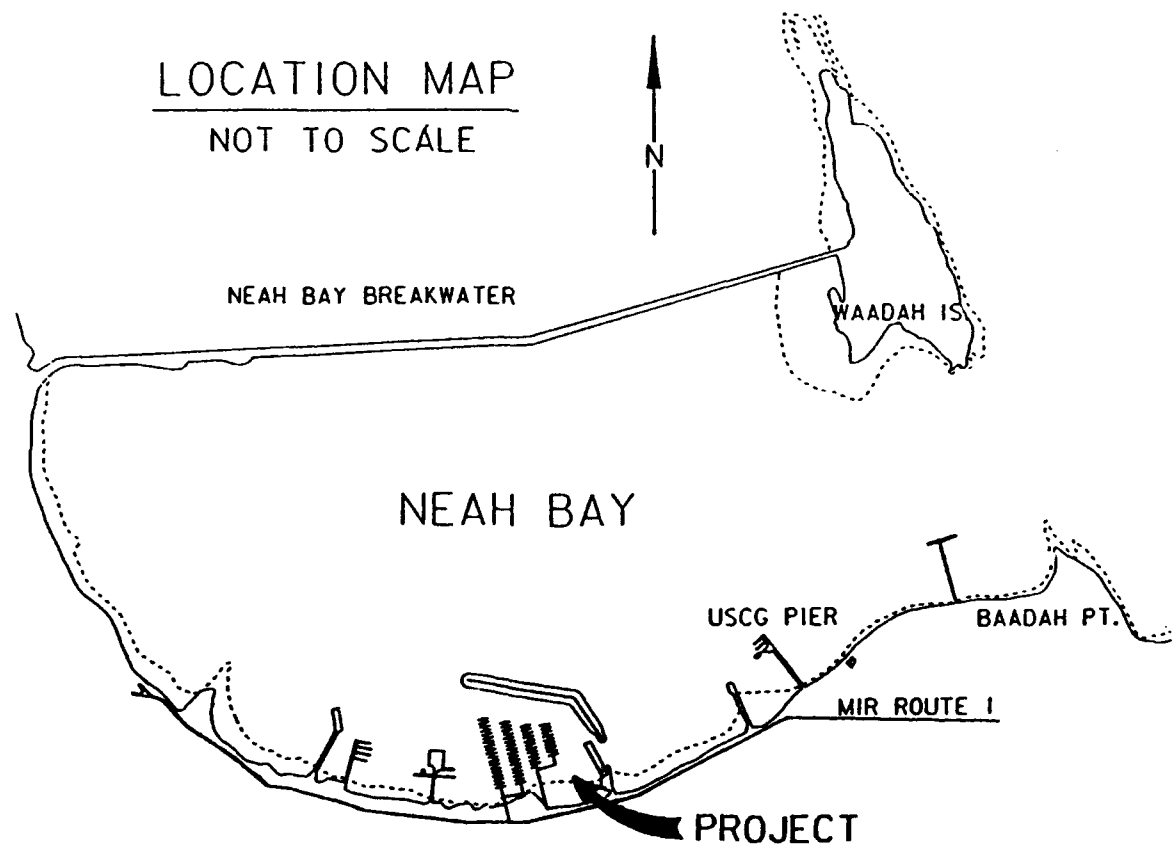 LOCATION MAP
NOT TO SCALE
N
NEAH BAY BREAKWATER
WAADAH IS
NEAH BAY
USCG PIER
BAADAH PT.
MIR ROUTE 1
PROJECT